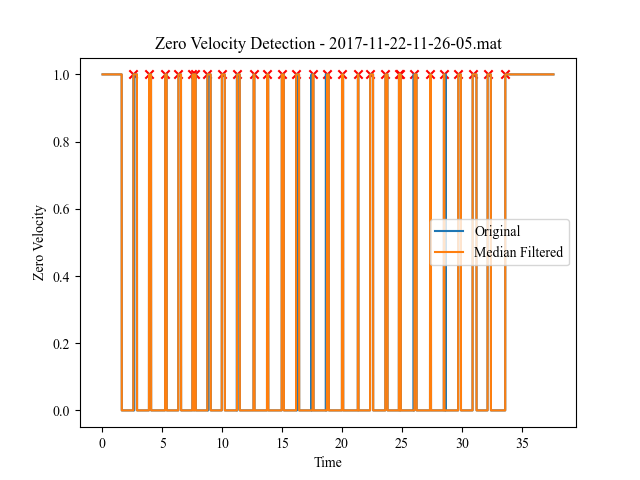 Zero Velocity Detection - 2017-11-22-11-26-05.mat
1.0
0.8
0.6
0.4
0.2
0.0
Zero Velocity
Original
Median Filtered
0 5 10 15 20 25 30 35
Time